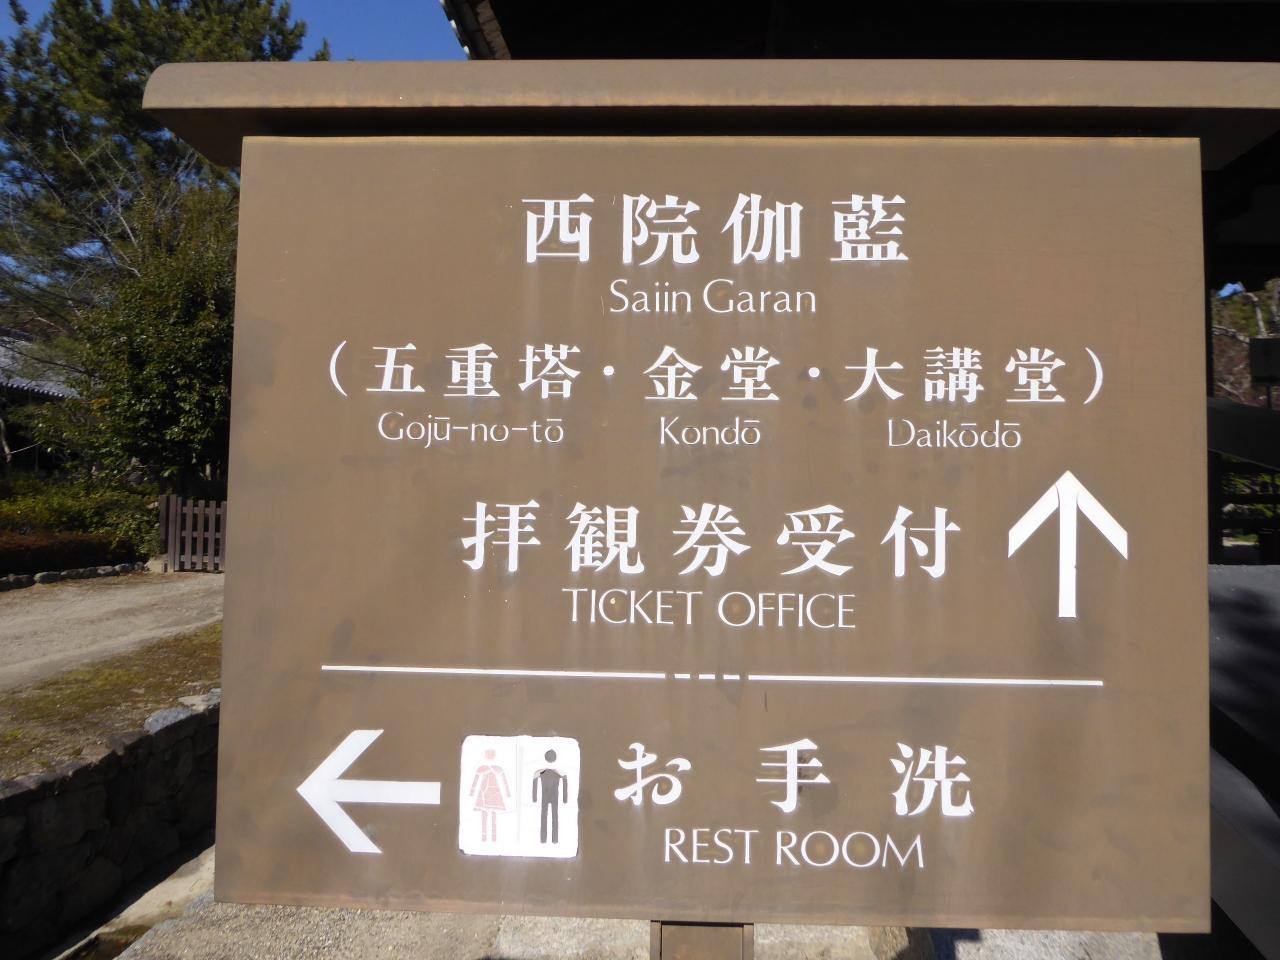 西院伽藍
Saiin Garan
(五重塔・金堂・大講堂)
Gojū-no-tō Kondō Daikōdō
拝観券受付
TICKET OFFICE
お手洗
REST ROOM